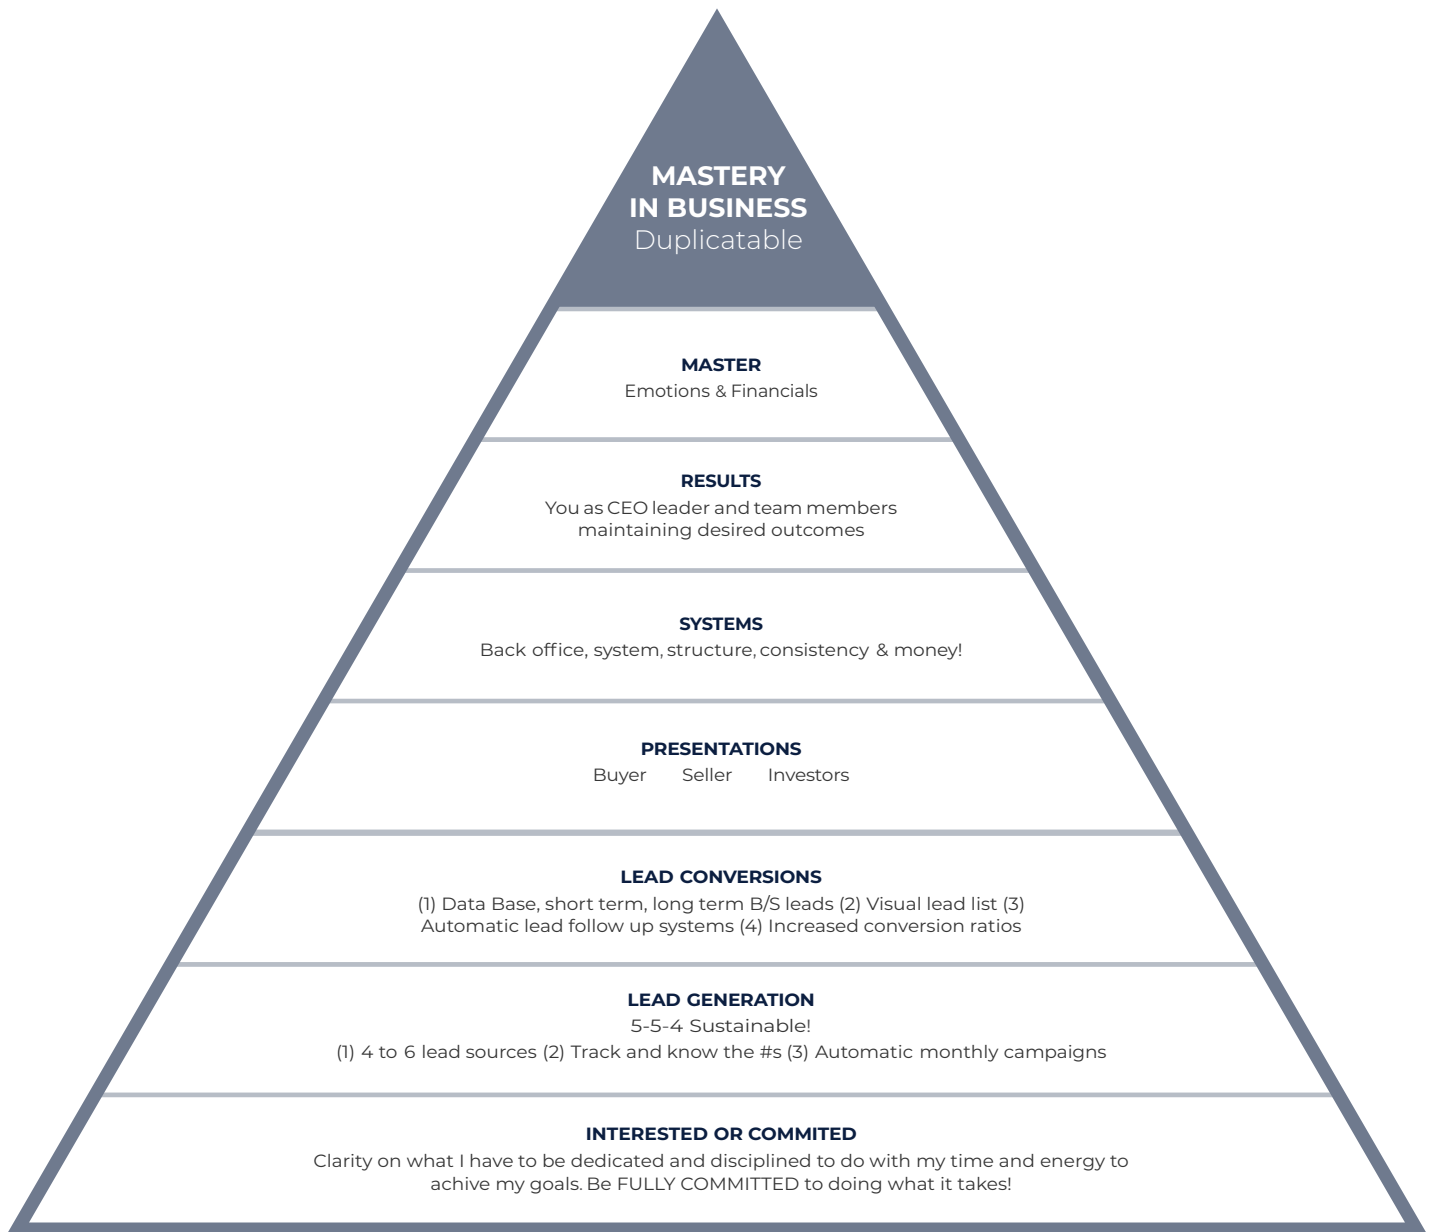 MASTERY
IN BUSINESS
Duplicatable
MASTER
Emotions & Financials
RESULTS
You as CEO leader and team members
maintaining desired outcomes
SYSTEMS
Back office, system, structure, consistency & money!
PRESENTATIONS
Buyer Seller Investors
LEAD CONVERSIONS
(1) Data Base, short term, long term B/S leads (2) Visual lead list (3)
Automatic lead follow up systems (4) Increased conversion ratios
LEAD GENERATION
5-5-4 Sustainable!
(1) 4 to 6 lead sources (2) Track and know the #s (3) Automatic monthly campaigns
INTERESTED OR COMMITED
Clarity on what I have to be dedicated and disciplined to do with my time and energy to
achive my goals. Be FULLY COMMITTED to doing what it takes!